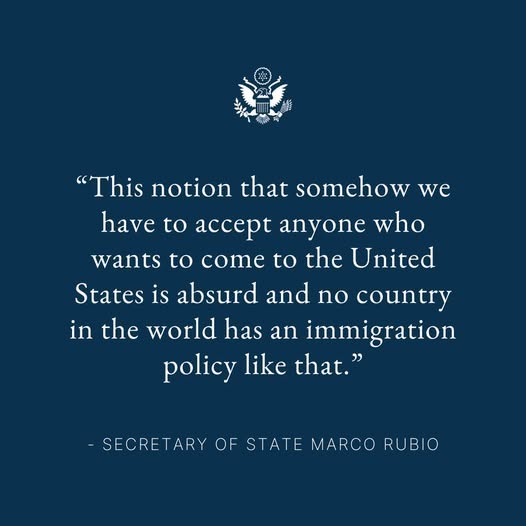 “This notion that somehow we
have to accept anyone who
wants to come to the United
States is absurd and no country
in the world has an immigration
policy like that.”
- SECRETARY OF STATE MARCO RUBIO